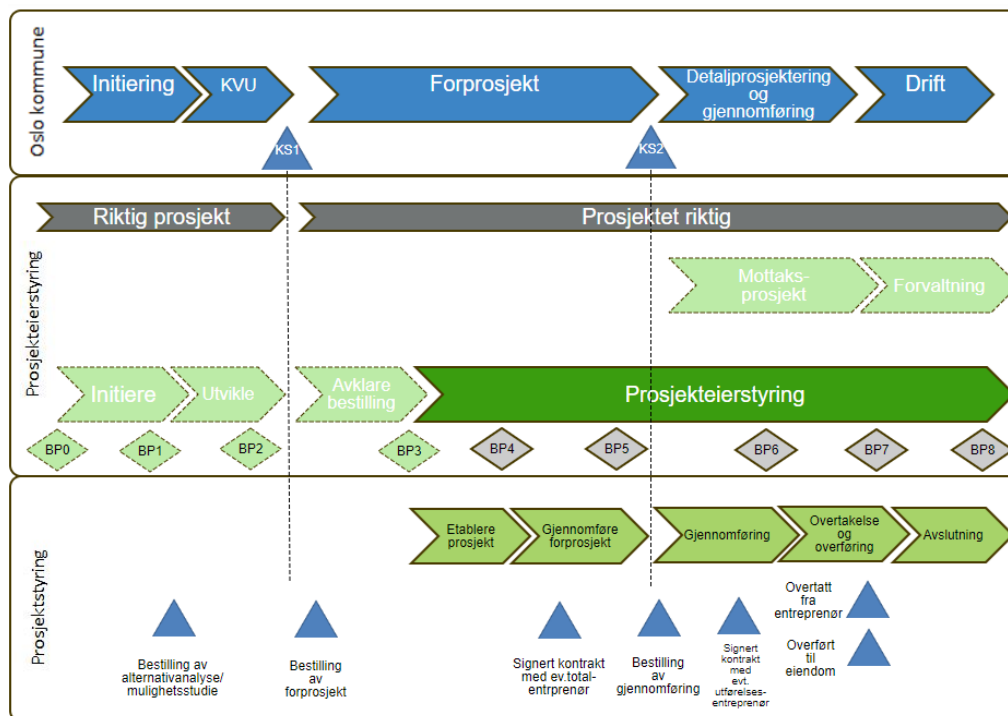 Oslo kommune
Initiering
KVU
Forprosjekt
Detaljprosjektering
og
gjennomføring
Drift
KS1
KS2
Prosjekteierstyring
Riktig prosjekt
Prosjektet riktig
Mottaks-
prosjekt
Forvaltning
Initiere
Utvikle
Avklare
bestilling
Prosjekteierstyring
BP0
BP1
BP2
BP3
BP4
BP5
BP6
BP7
BP8
Prosjektstyring
Etablere
prosjekt
Gjennomføre
forprosjekt
Gjennomføring
Overtakelse
og
overføring
Avslutning
Bestilling av
alternativanalyse/
mulighetsstudie
Bestilling
av
forprosjekt
Signert kontrakt
med ev.total-
entrprenør
Bestilling
av
gjennomføring
Signert
kontrakt
med
evt.
utførelses-
entreprenør
Overtatt
fra
entreprenør
Overført
til
eiendom